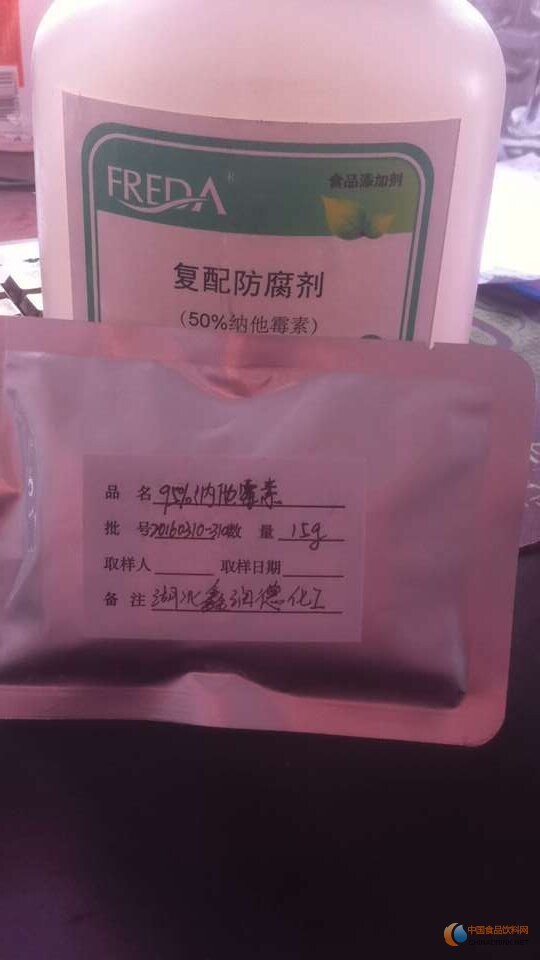 FREDA®
食品添加剂
复配防腐剂
(50%纳他霉素)
品 名 95%纳他霉素
批 号20160310-310数 量 15g
取样人 取样日期
备 注 湖北鑫润德化工
中国食品饮料网